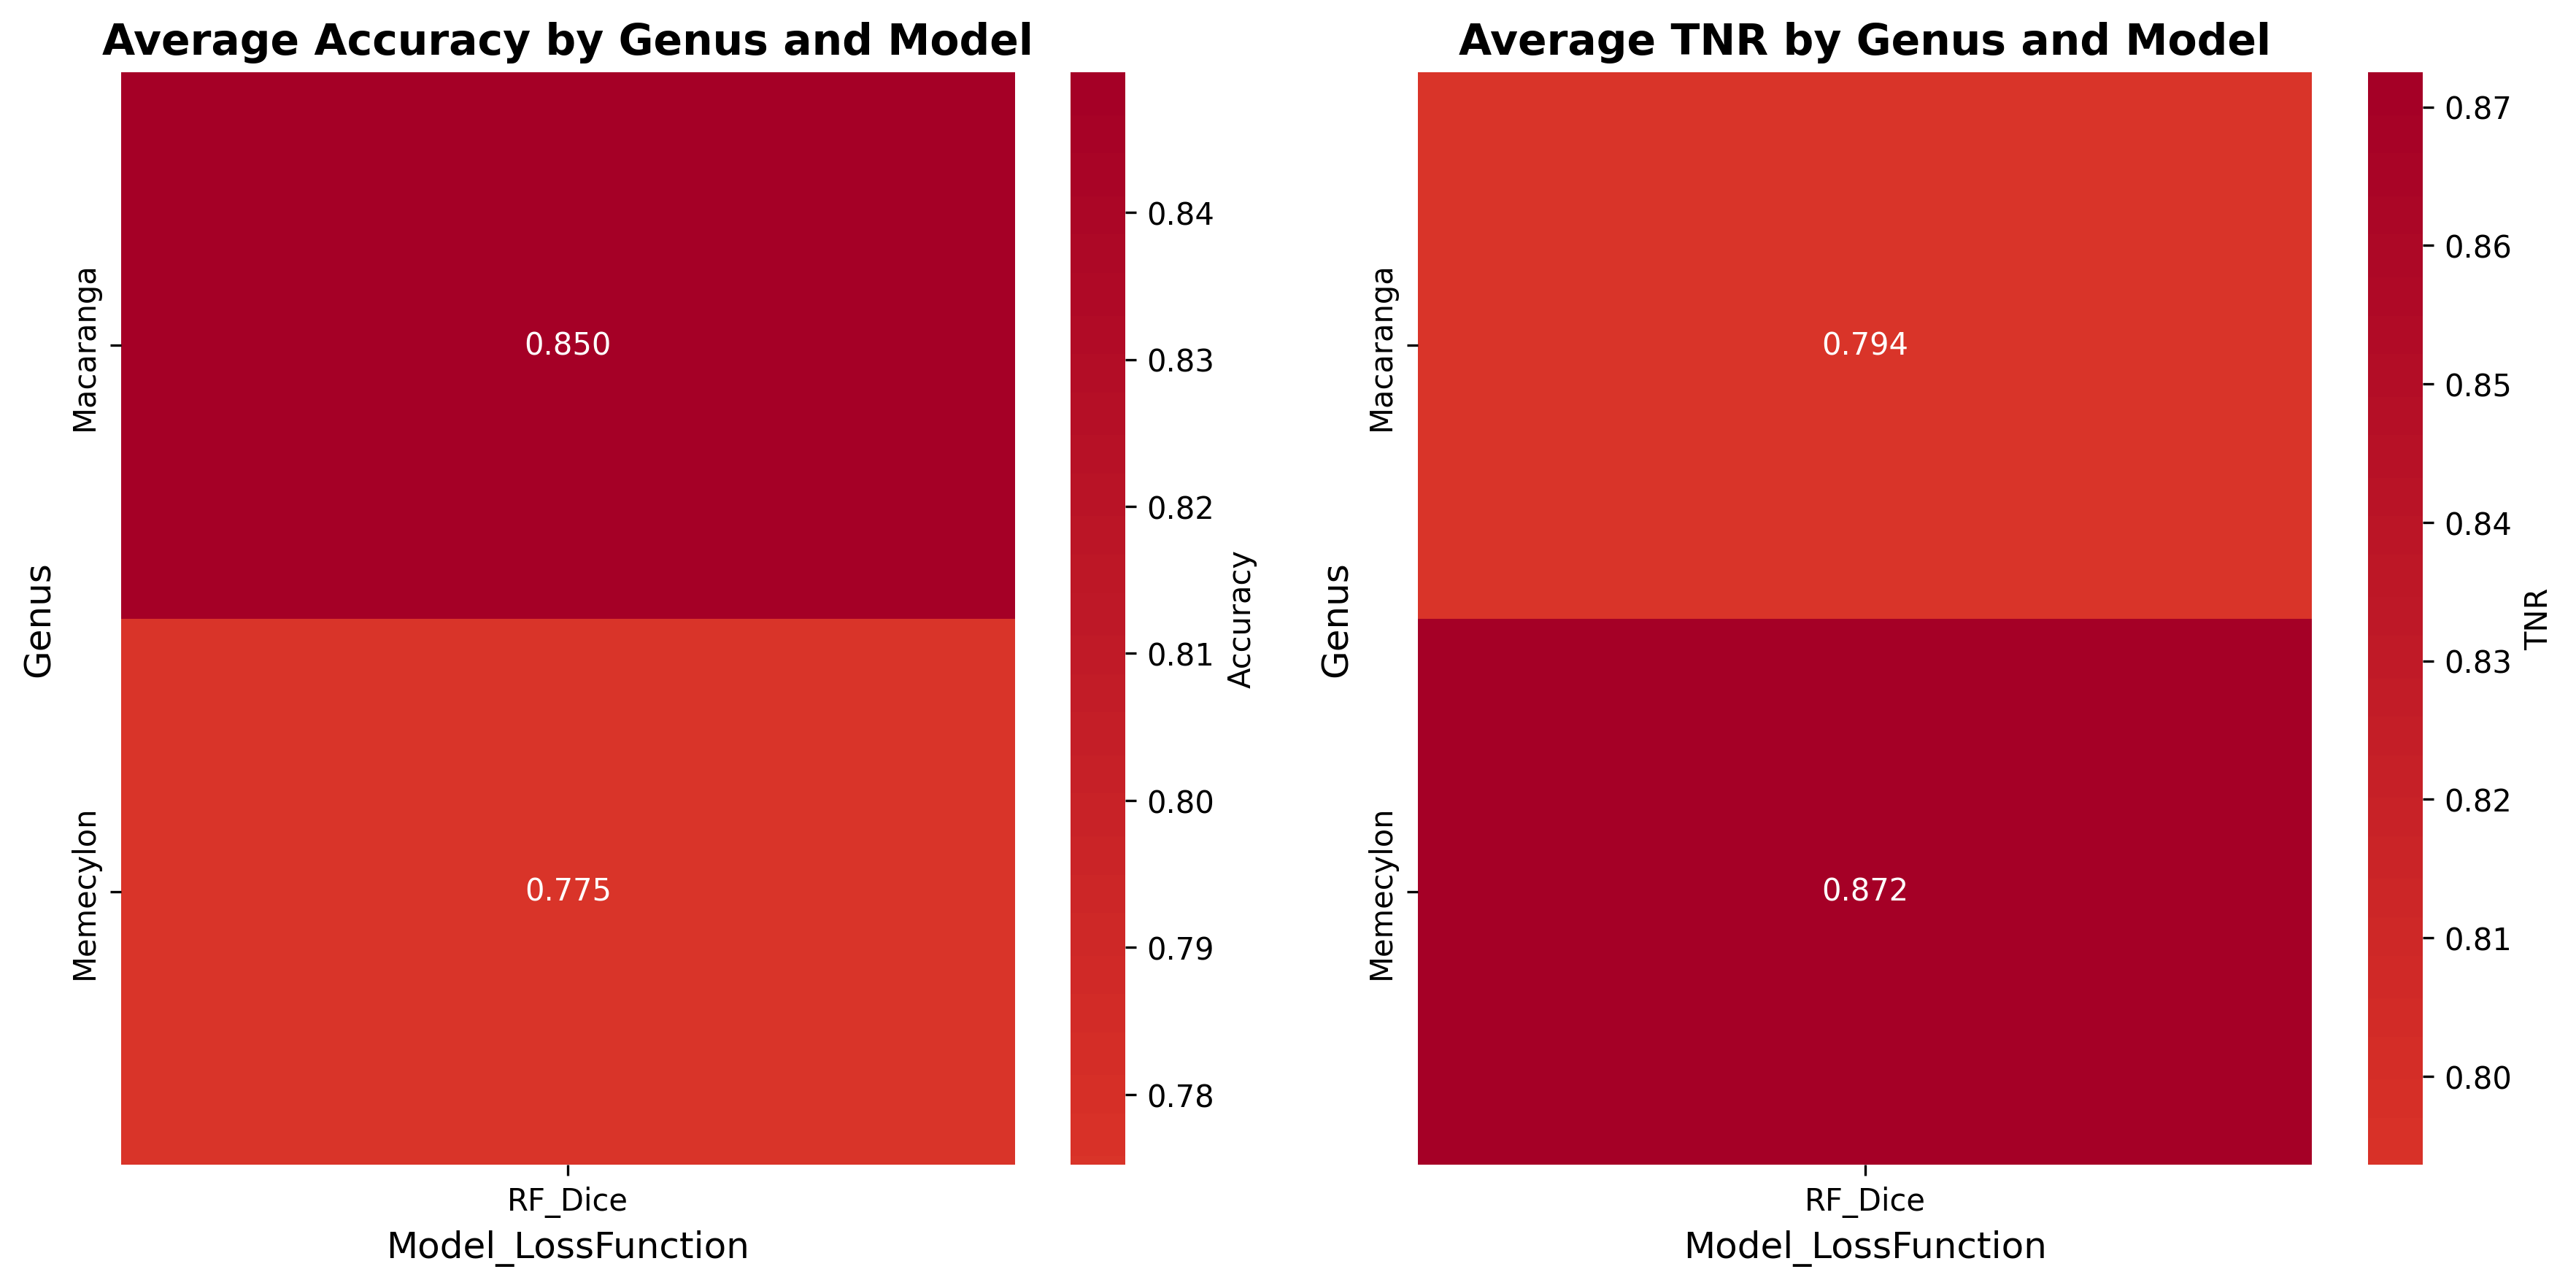 Average Accuracy by Genus and Model
Genus
Macaranga
Memecylon
0.850
0.775
RF_Dice
Model_LossFunction
0.84
0.83
0.82
0.81
0.80
0.79
0.78
Accuracy
Average TNR by Genus and Model
Genus
Macaranga
Memecylon
0.794
0.872
RF_Dice
Model_LossFunction
0.87
0.86
0.85
0.84
0.83
0.82
0.81
0.80
TNR